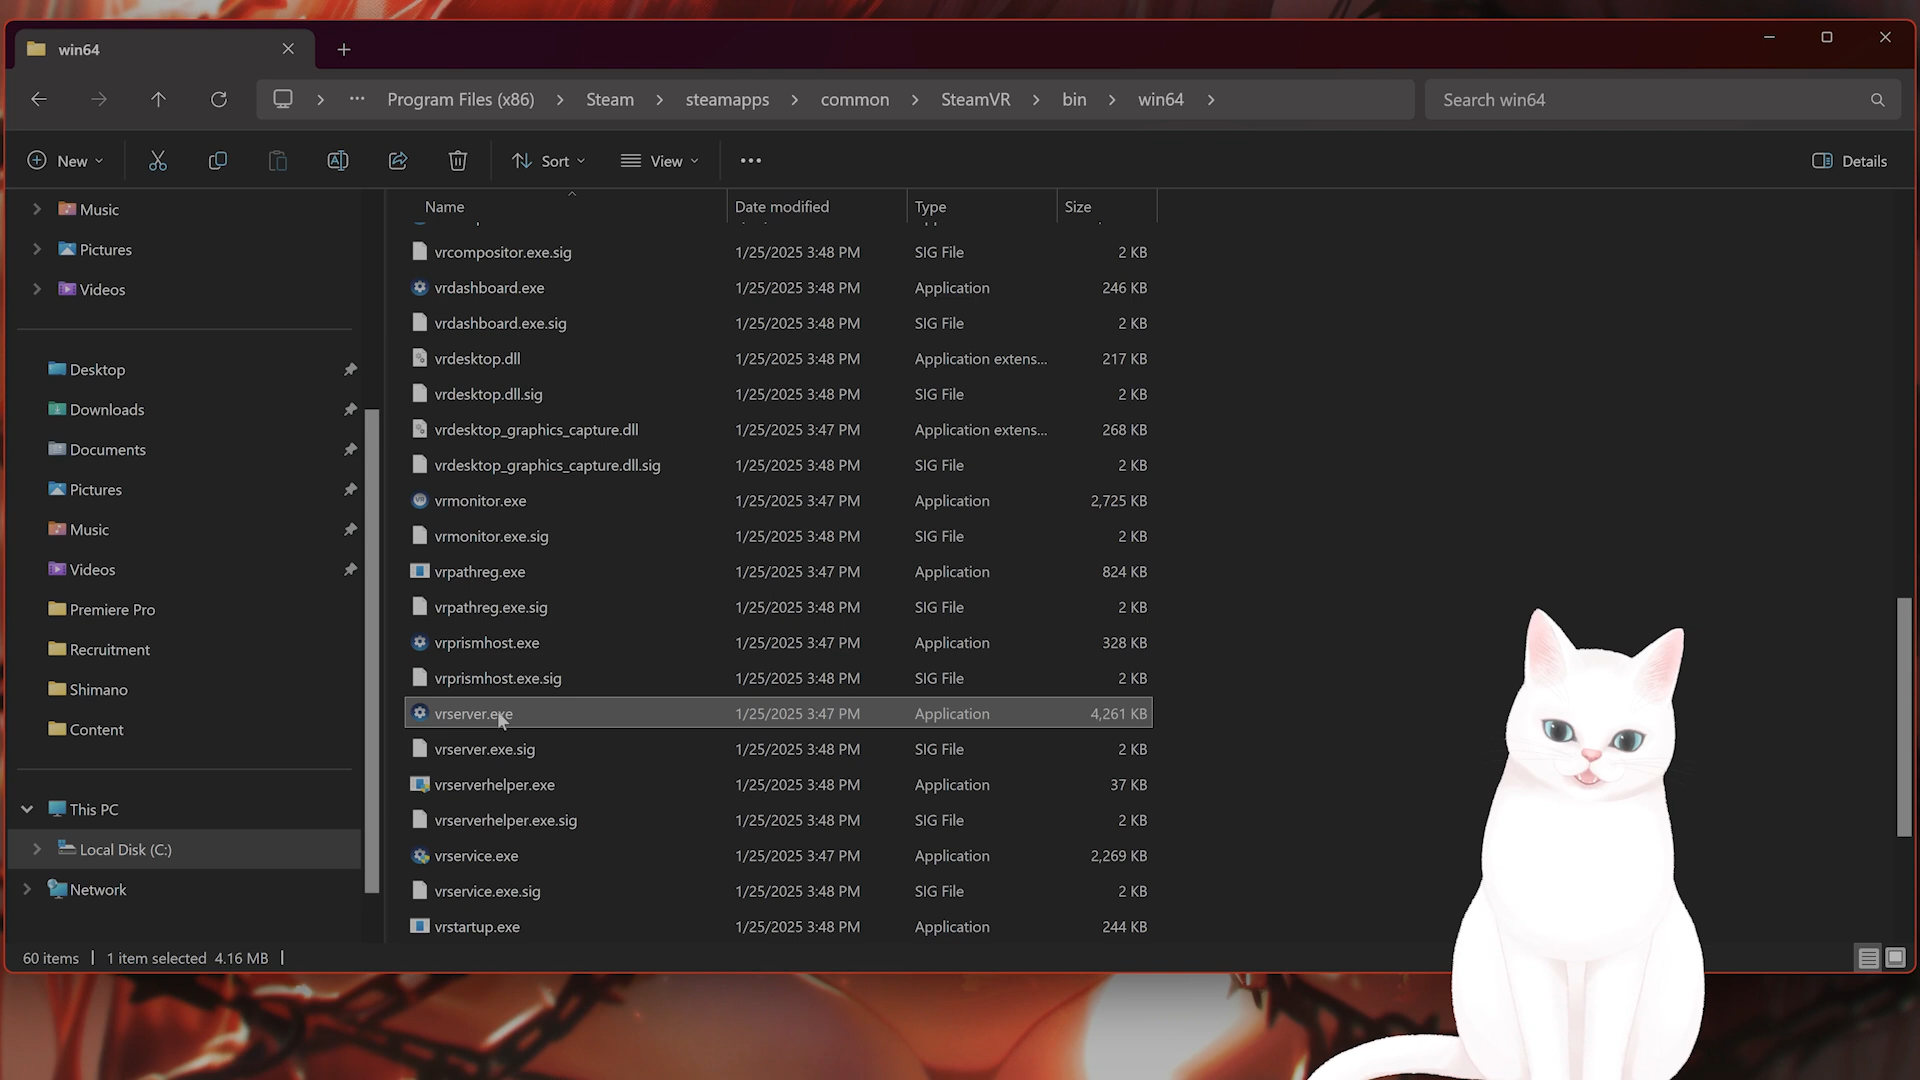 win64
Program Files (x86) Steam steamapps common SteamVR bin win64
Search win64
New
Sort
View
Details
Music
Pictures
Videos
Desktop
Downloads
Documents
Pictures
Music
Videos
Premiere Pro
Recruitment
Shimano
Content
This PC
Local Disk (C:)
Network
Name Date modified Type Size
vrcompositor.exe.sig 1/25/2025 3:48 PM SIG File 2 KB
vrdashboard.exe 1/25/2025 3:48 PM Application 246 KB
vrdashboard.exe.sig 1/25/2025 3:48 PM SIG File 2 KB
vrdesktop.dll 1/25/2025 3:48 PM Application extens... 217 KB
vrdesktop.dll.sig 1/25/2025 3:48 PM SIG File 2 KB
vrdesktop_graphics_capture.dll 1/25/2025 3:47 PM Application extens... 268 KB
vrdesktop_graphics_capture.dll.sig 1/25/2025 3:48 PM SIG File 2 KB
vrmonitor.exe 1/25/2025 3:47 PM Application 2,725 KB
vrmonitor.exe.sig 1/25/2025 3:48 PM SIG File 2 KB
vrpathreg.exe 1/25/2025 3:47 PM Application 824 KB
vrpathreg.exe.sig 1/25/2025 3:48 PM SIG File 2 KB
vrprismhost.exe 1/25/2025 3:47 PM Application 328 KB
vrprismhost.exe.sig 1/25/2025 3:48 PM SIG File 2 KB
vrserver.exe 1/25/2025 3:47 PM Application 4,261 KB
vrserver.exe.sig 1/25/2025 3:48 PM SIG File 2 KB
vrserverhelper.exe 1/25/2025 3:48 PM Application 37 KB
vrserverhelper.exe.sig 1/25/2025 3:48 PM SIG File 2 KB
vrservice.exe 1/25/2025 3:47 PM Application 2,269 KB
vrservice.exe.sig 1/25/2025 3:48 PM SIG File 2 KB
vrstartup.exe 1/25/2025 3:48 PM Application 244 KB
60 items 1 item selected 4.16 MB